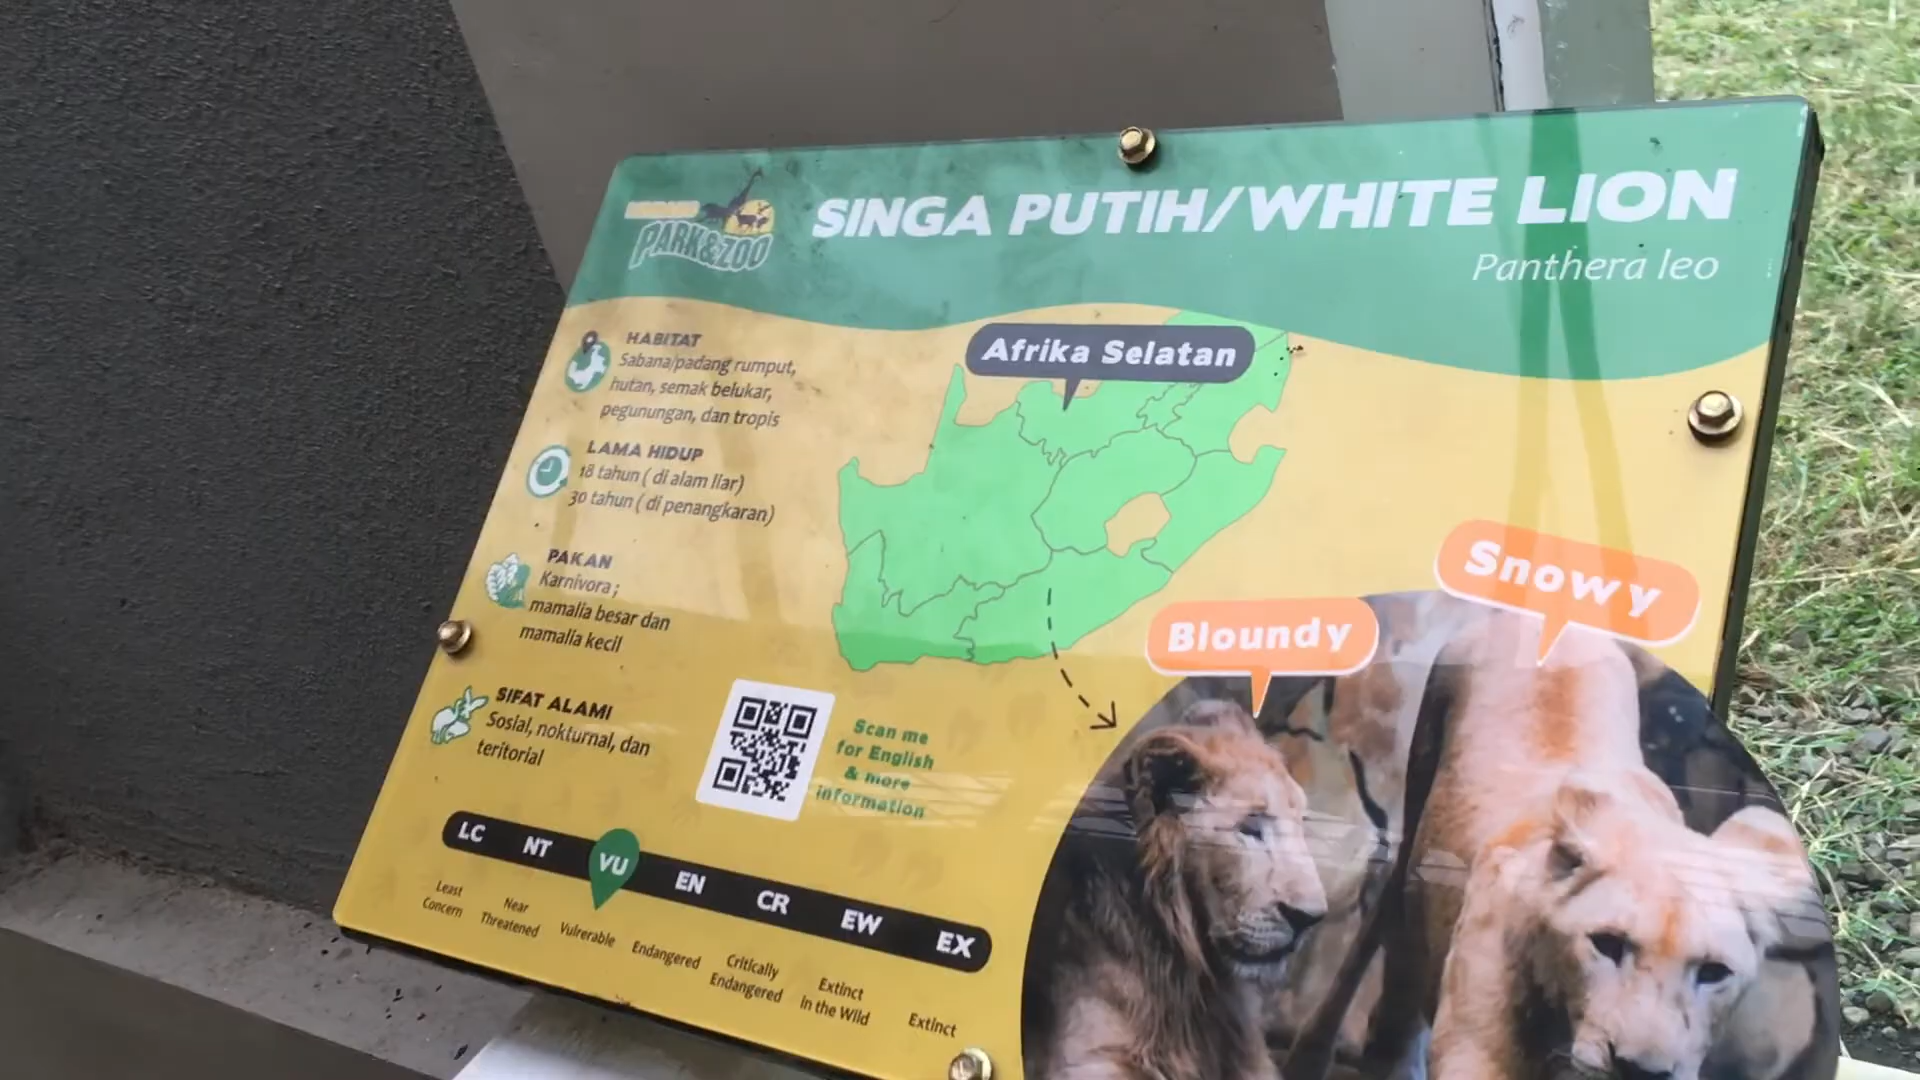 PARK&ZOO
SINGA PUTIH/WHITE LION
Panthera leo
HABITAT
Sabana/padang rumput,
hutan, semak belukar,
pegunungan, dan tropis
LAMA HIDUP
18 tahun ( di alam liar)
30 tahun ( di penangkaran)
PAKAN
Karnivora ;
mamalia besar dan
mamalia kecil
SIFAT ALAMI
Sosial, nokturnal, dan
teritorial
Afrika Selatan
Scan me
for English
& more
information
Bloundy
Snowy
LC NT VU EN CR EW EX
Least
Concern
Near
Threatened
Vulrerable
Endangered
Critically
Endangered
Extinct
in the Wild
Extinct